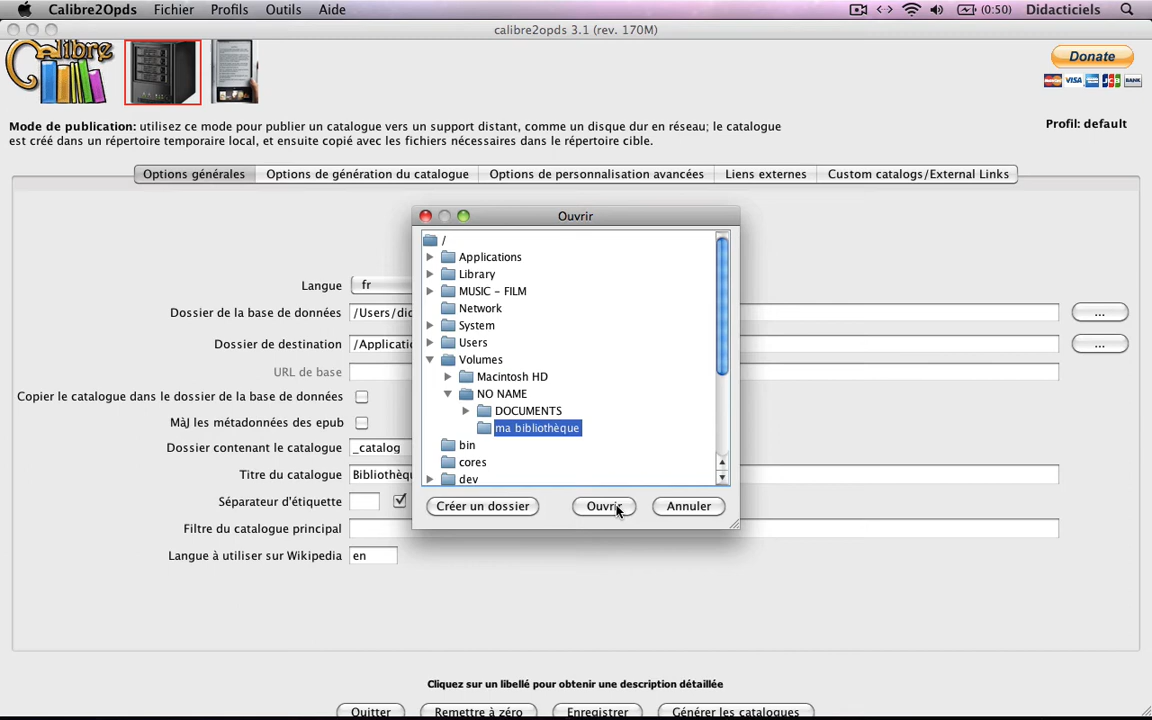 Calibre2Opds Fichier Profils Outils Aide (0:50) Didacticiels
calibre2opds 3.1 (rev. 170M)
Calibre
Donate
VISA JCB BANK
Mode de publication: utilisez ce mode pour publier un catalogue vers un support distant, comme un disque dur en réseau; le catalogue
est créé dans un répertoire temporaire local, et ensuite copié avec les fichiers nécessaires dans le répertoire cible.
Profil: default
Options générales Options de génération du catalogue Options de personnalisation avancées Liens externes Custom catalogs/External Links
Ouvrir
/
Applications
Library
MUSIC - FILM
Network
System
Users
Volumes
Macintosh HD
NO NAME
DOCUMENTS
ma bibliothèque
bin
cores
dev
Créer un dossier Ouvrir Annuler
Langue fr
Dossier de la base de données /Users/di ...
Dossier de destination /Applicati ...
URL de base
Copier le catalogue dans le dossier de la base de données
MàJ les métadonnées des epub
Dossier contenant le catalogue _catalog
Titre du catalogue Bibliothèq
Séparateur d'étiquette
Filtre du catalogue principal
Langue à utiliser sur Wikipedia en
Cliquez sur un libellé pour obtenir une description détaillée
Quitter Remettre à zéro Enregistrer Générer les catalogues